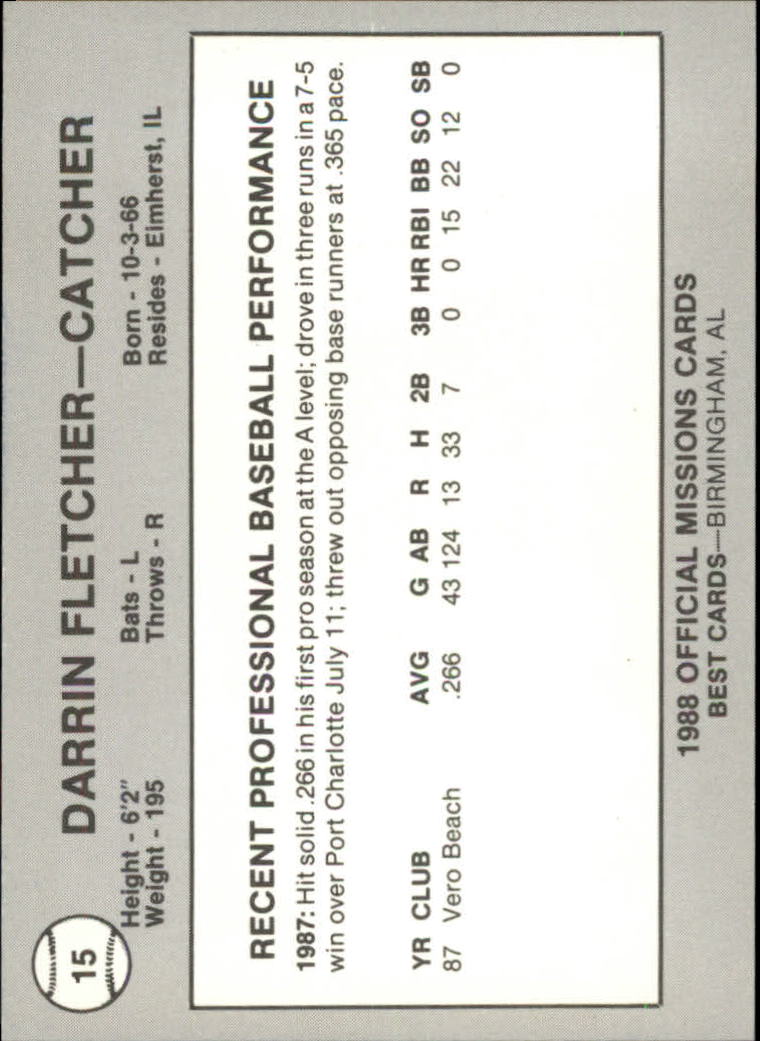 15
DARRIN FLETCHER—CATCHER
Height - 6'2" Bats - L Born - 10-3-66
Weight - 195 Throws - R Resides - Elmherst, IL
RECENT PROFESSIONAL BASEBALL PERFORMANCE
1987: Hit solid .266 in his first pro season at the A level; drove in three runs in a 7-5
win over Port Charlotte July 11; threw out opposing base runners at .365 pace.
YR CLUB AVG G AB R H 2B 3B HR RBI BB SO SB
87 Vero Beach .266 43 124 13 33 7 0 0 15 22 12 0
1988 OFFICIAL MISSIONS CARDS
BEST CARDS—BIRMINGHAM, AL